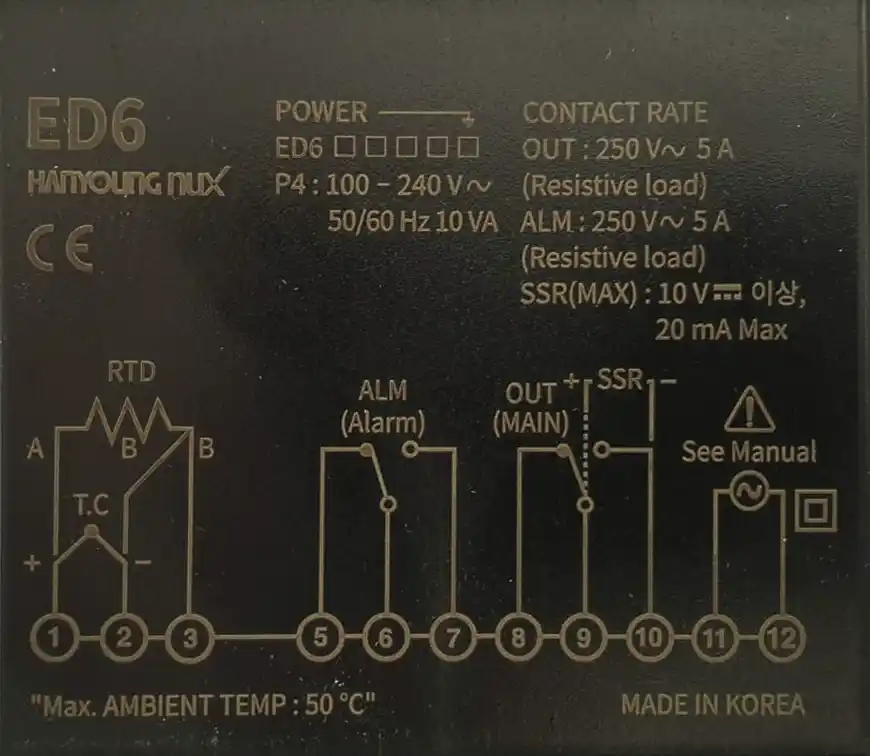 ED6
HANYOUNG NUX
CE
POWER
ED6 □ □ □ □ □
P4 : 100 - 240 V~
50/60 Hz 10 VA
CONTACT RATE
OUT : 250 V~ 5 A
(Resistive load)
ALM : 250 V~ 5 A
(Resistive load)
SSR(MAX) : 10 V⎓ 이상,
20 mA Max
RTD
A B B
T.C
+ −
ALM
(Alarm)
OUT
(MAIN)
+ SSR −
See Manual
1 2 3 5 6 7 8 9 10 11 12
"Max. AMBIENT TEMP : 50 °C"
MADE IN KOREA